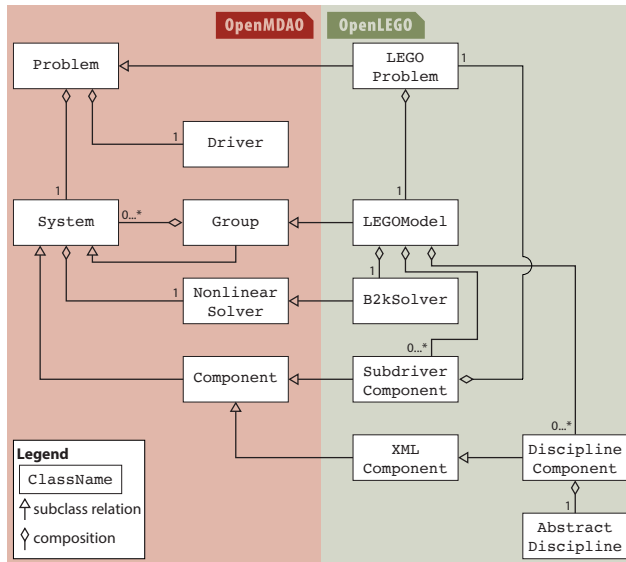 OpenMDAO
OpenLEGO
Problem
LEGO
Problem
1
1
Driver
1
1
System
0...*
Group
LEGOModel
1
Nonlinear
Solver
1
B2kSolver
0...*
Component
Subdriver
Component
0...*
XML
Component
Discipline
Component
1
Abstract
Discipline
Legend
ClassName
subclass relation
composition